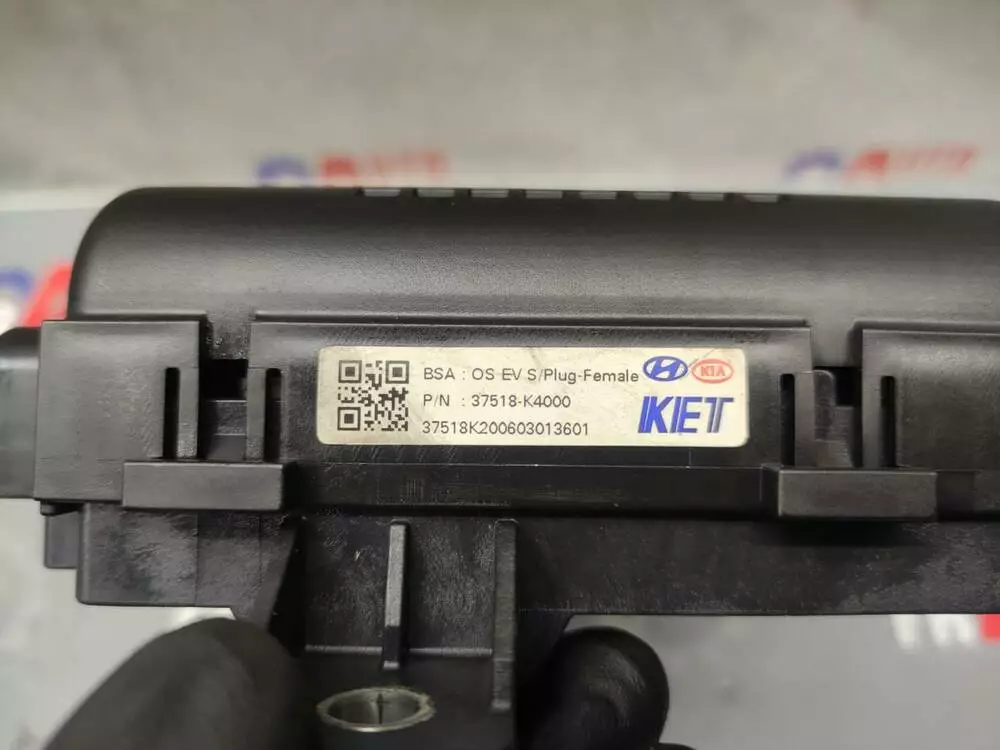 BSA : OS EV S/Plug-Female
KIA
P/N : 37518-K4000
KET
37518K200603013601